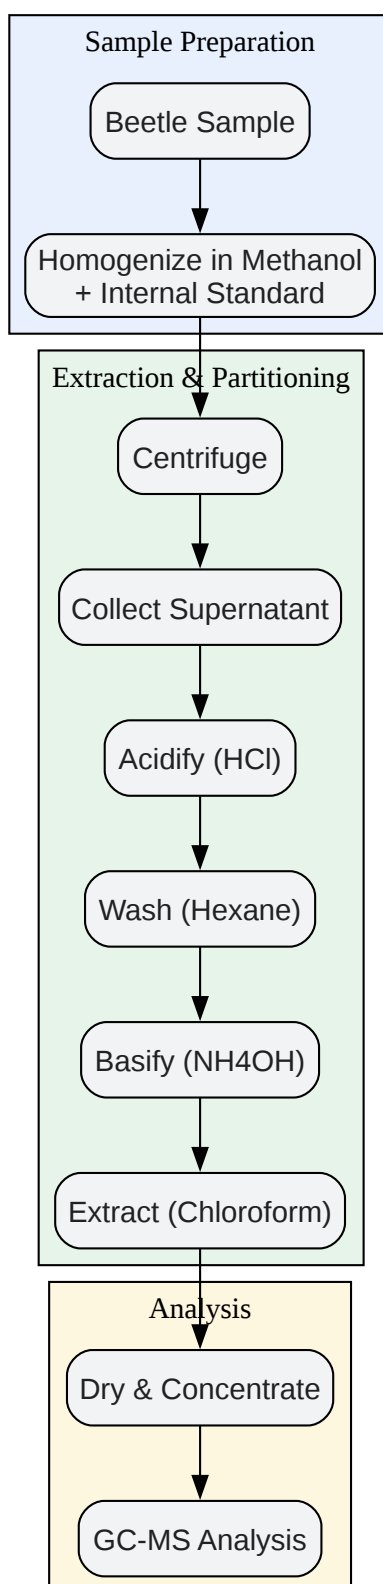 Sample Preparation
Beetle Sample
Homogenize in Methanol
+ Internal Standard
Extraction & Partitioning
Centrifuge
Collect Supernatant
Acidify (HCl)
Wash (Hexane)
Basify (NH4OH)
Extract (Chloroform)
Analysis
Dry & Concentrate
GC-MS Analysis